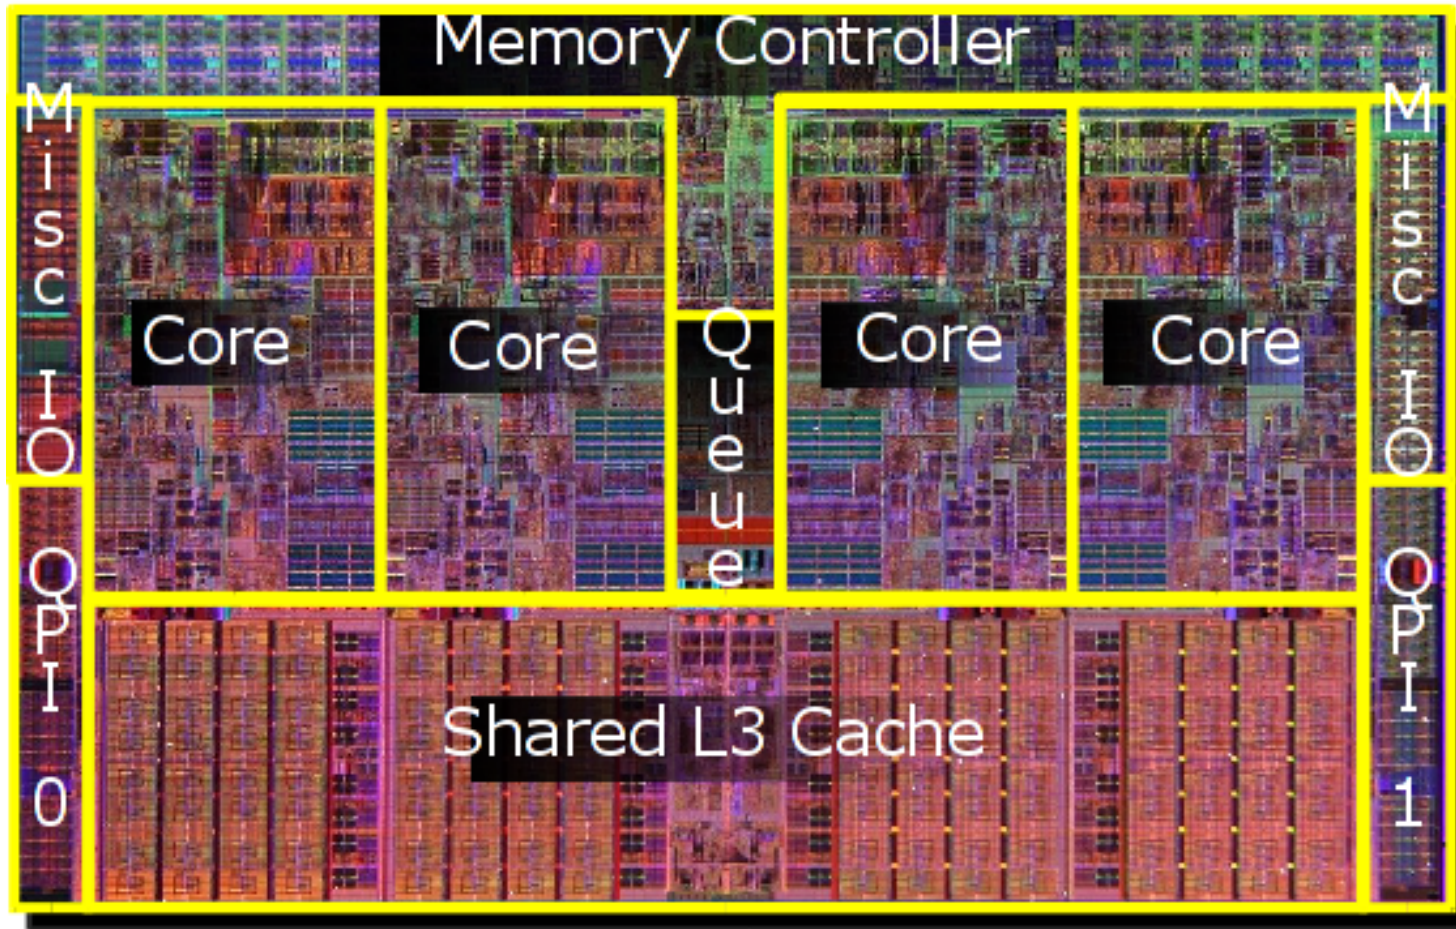 Memory Controller
Misc IO
Core
Core
Queue
Core
Core
Misc IO
QPI 0
Shared L3 Cache
QPI 1